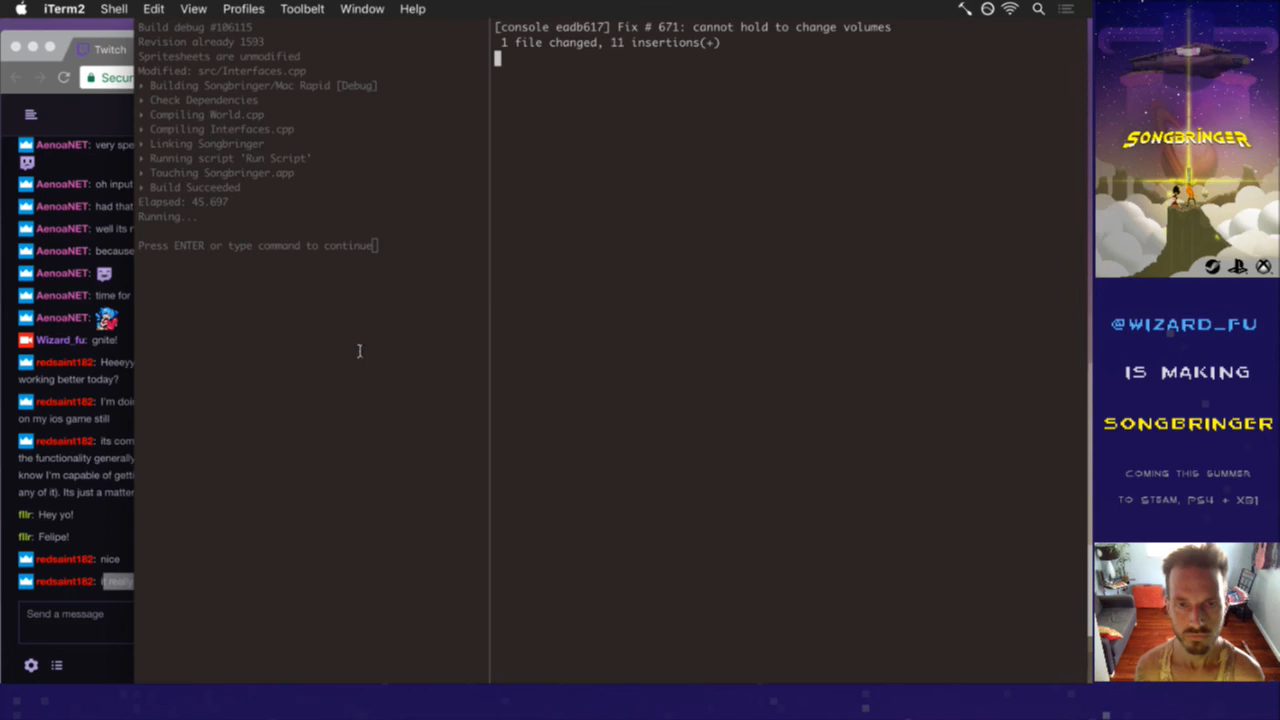 iTerm2 Shell Edit View Profiles Toolbelt Window Help
Twitch
Secur
AenoaNET: very spe
AenoaNET: oh input
AenoaNET: had that
AenoaNET: well its
AenoaNET: because
AenoaNET:
AenoaNET: time for
AenoaNET:
Wizard_fu: gnite!
redsaint182: Heeeyy
working better today?
redsaint182: I'm doi
on my ios game still
redsaint182: its com
the functionality generally
know I'm capable of getti
any of it). Its just a matter
fllr: Hey yo!
fllr: Felipe!
redsaint182: nice
redsaint182: it really
Send a message
Build debug #106115
Revision already 1593
Spritesheets are unmodified
Modified: src/Interfaces.cpp
Building Songbringer/Mac Rapid [Debug]
Check Dependencies
Compiling World.cpp
Compiling Interfaces.cpp
Linking Songbringer
Running script 'Run Script'
Touching Songbringer.app
Build Succeeded
Elapsed: 45.697
Running...
Press ENTER or type command to continue
[console eadb617] Fix # 671: cannot hold to change volumes
1 file changed, 11 insertions(+)
SONGBRINGER
@WIZARD_FU
IS MAKING
SONGBRINGER
COMING THIS SUMMER
TO STEAM, PS4 + XB1